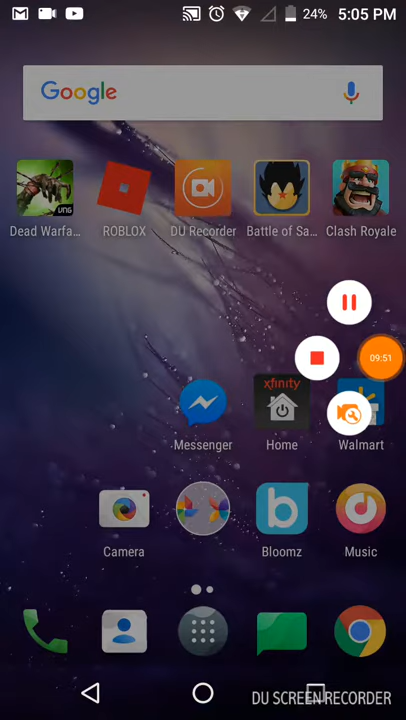 24% 5:05 PM
Google
VNG
Dead Warfa...
ROBLOX
DU Recorder
Battle of Sa...
Clash Royale
09:51
xfinity
Messenger
Home
Walmart
b
Camera
Bloomz
Music
DU SCREEN RECORDER